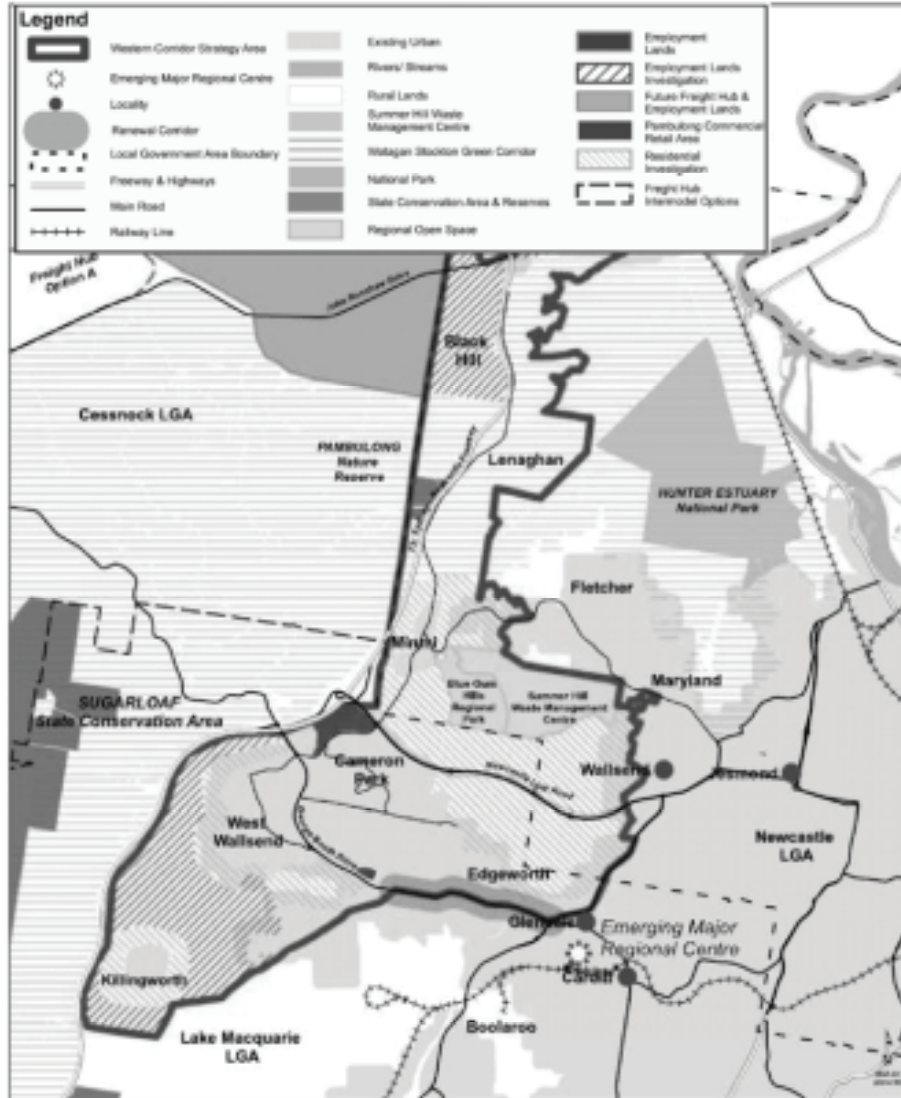 Legend
Western Corridor Strategy Area
Emerging Major Regional Centre
Locality
Renewal Corridor
Local Government Area Boundary
Freeway & Highways
Main Road
Railway Line
Existing Urban
Rivers/ Streams
Rural Lands
Summer Hill Waste
Management Centre
Watagan Stockton Green Corridor
National Park
State Conservation Area & Reserves
Regional Open Space
Employment
Lands
Employment Lands
Investigation
Future Freight Hub &
Employment Lands
Pambulong Commercial
Retail Area
Residential
Investigation
Freight Hub
Intermodel Options
Freight Hub
Option A
Black
Hill
Cessnock LGA
PAMBULONG
Nature
Reserve
Lenaghan
HUNTER ESTUARY
National Park
Fletcher
Minmi
Maryland
Blue Gum
Hills
Regional
Park
Summer Hill
Waste Management
Centre
SUGARLOAF
State Conservation Area
Cameron
Park
Wallsend
Jesmond
West
Wallsend
Newcastle
LGA
Edgeworth
Glendale
Emerging Major
Regional Centre
Cardiff
Killingworth
Boolaroo
Lake Macquarie
LGA